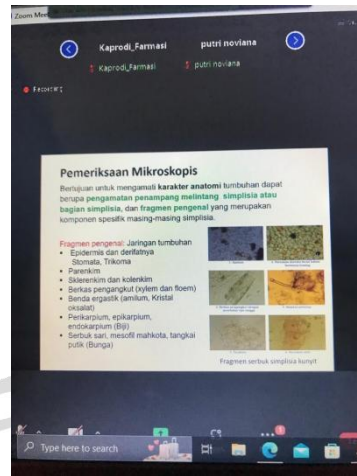 Zoom Mee
Kaprodi_Farmasi
putri noviana
Kaprodi_Farmasi
putri noviana
Pemeriksaan Mikroskopis
Bertujuan untuk mengamati karakter anatomi tumbuhan dapat
berupa pengamatan penampang melintang simplisia atau
bagian simplisia, dan fragmen pengenal yang merupakan
komponen spesifik masing-masing simplisia.
Fragmen pengenal: Jaringan tumbuhan
• Epidermis dan derifatnya
Stomata, Trikoma
• Parenkim
• Sklerenkim dan kolenkim
• Berkas pengangkut (xylem dan floem)
• Benda ergastik (amilum, Kristal
oksalat)
• Perikarpium, epikarpium,
endokarpium (Biji)
• Serbuk sari, mesofil mahkota, tangkai
putik (Bunga)
Fragmen serbuk simplisia kunyit
Type here to search